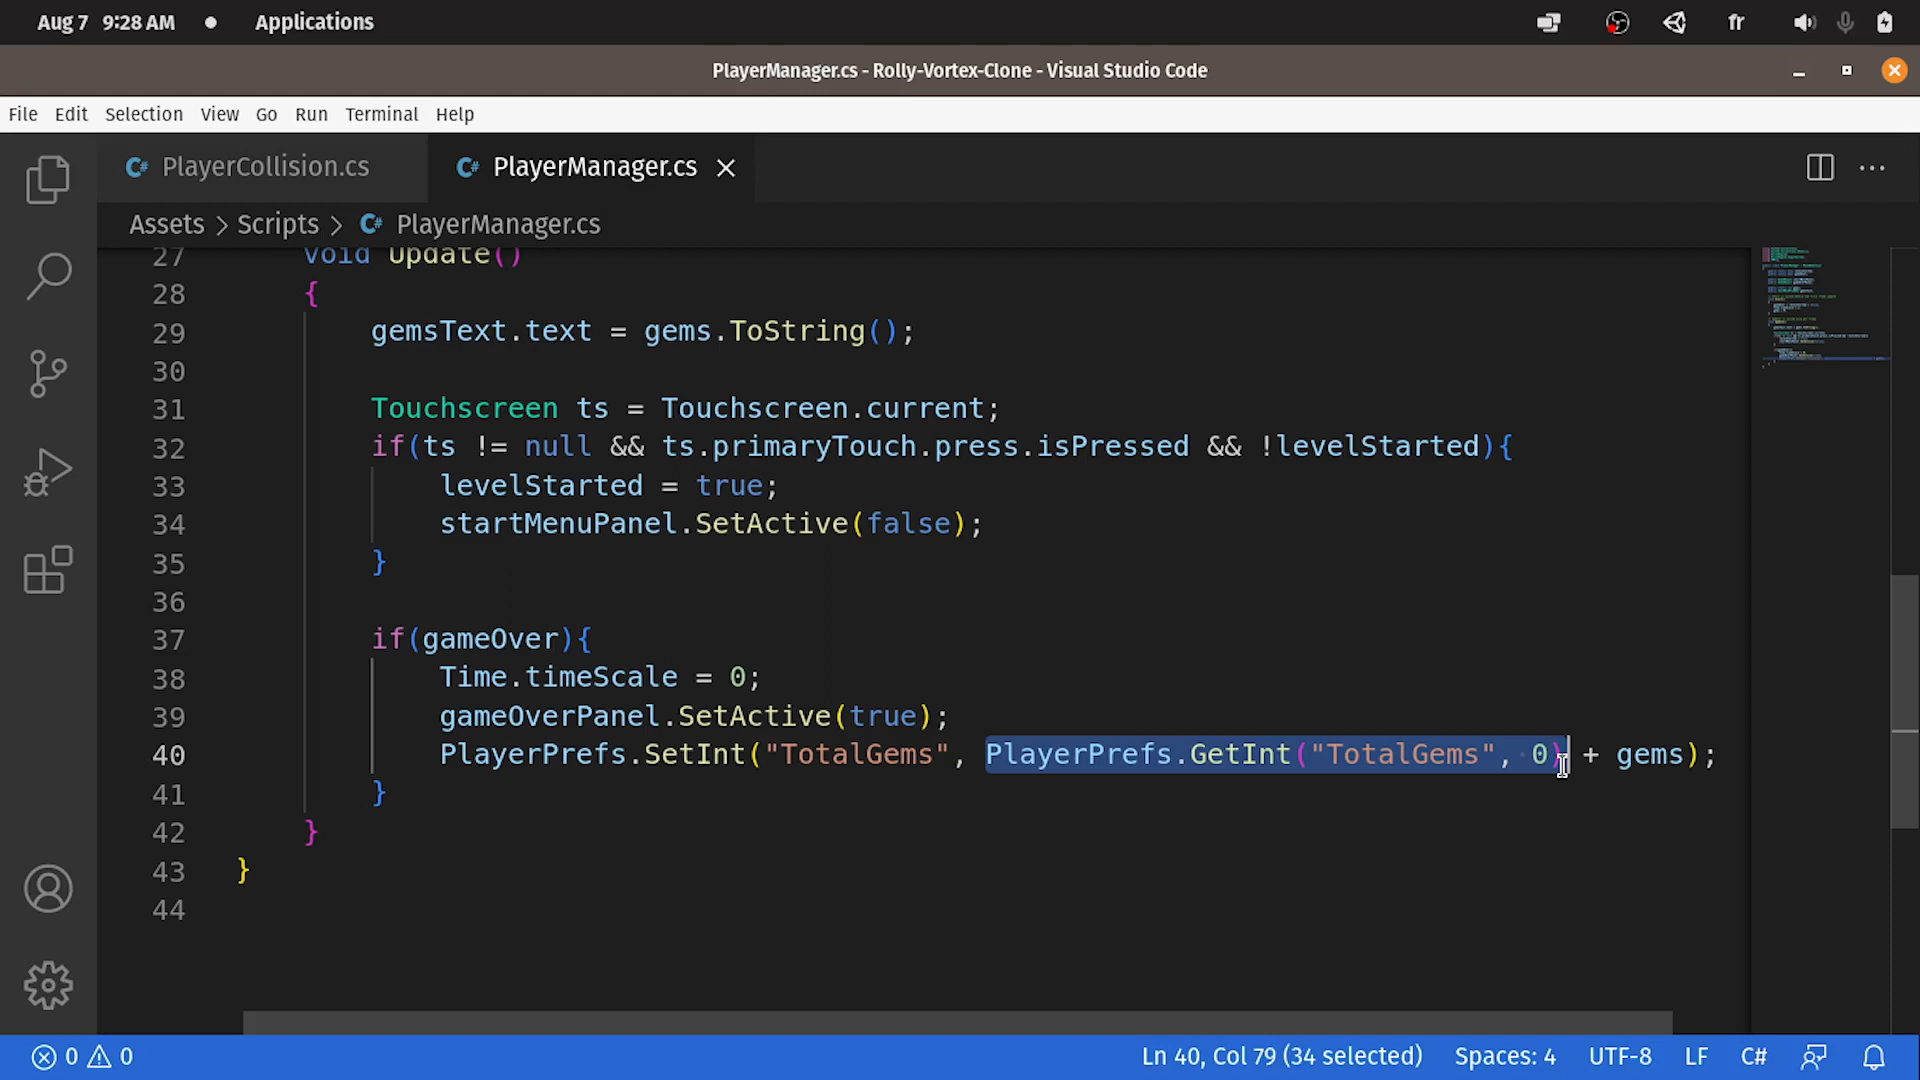 Aug 7 9:28 AM Applications fr
PlayerManager.cs - Rolly-Vortex-Clone - Visual Studio Code
File Edit Selection View Go Run Terminal Help
C# PlayerCollision.cs C# PlayerManager.cs
Assets > Scripts > C# PlayerManager.cs
27 void Update()
28 {
29 gemsText.text = gems.ToString();
30
31 Touchscreen ts = Touchscreen.current;
32 if(ts != null && ts.primaryTouch.press.isPressed && !levelStarted){
33 levelStarted = true;
34 startMenuPanel.SetActive(false);
35 }
36
37 if(gameOver){
38 Time.timeScale = 0;
39 gameOverPanel.SetActive(true);
40 PlayerPrefs.SetInt("TotalGems", PlayerPrefs.GetInt("TotalGems", 0) + gems);
41 }
42 }
43 }
44
0 0 Ln 40, Col 79 (34 selected) Spaces: 4 UTF-8 LF C#